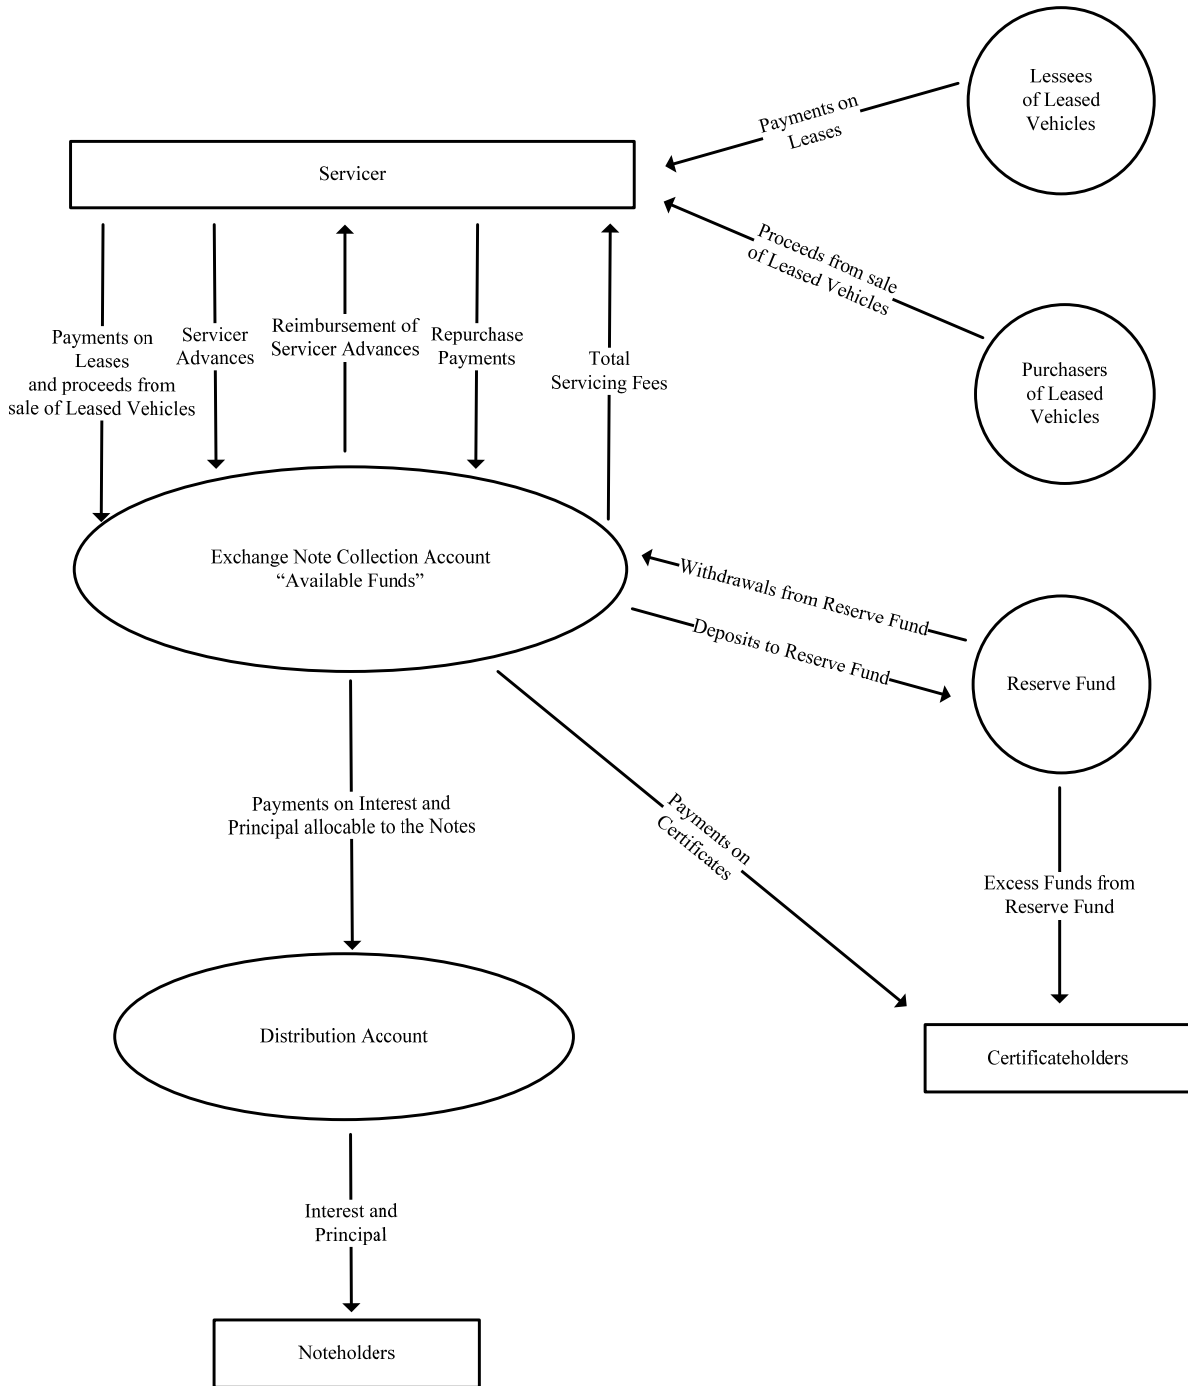 Lessees
of Leased
Vehicles
Payments on
Leases
Servicer
Proceeds from sale
of Leased Vehicles
Payments on
Leases
and proceeds from
sale of Leased Vehicles
Servicer
Advances
Reimbursement of
Servicer Advances
Repurchase
Payments
Total
Servicing Fees
Purchasers
of Leased
Vehicles
Exchange Note Collection Account
“Available Funds”
Withdrawals from Reserve Fund
Deposits to Reserve Fund
Reserve Fund
Payments on Interest and
Principal allocable to the Notes
Payments on
Certificates
Excess Funds from
Reserve Fund
Distribution Account
Certificateholders
Interest and
Principal
Noteholders